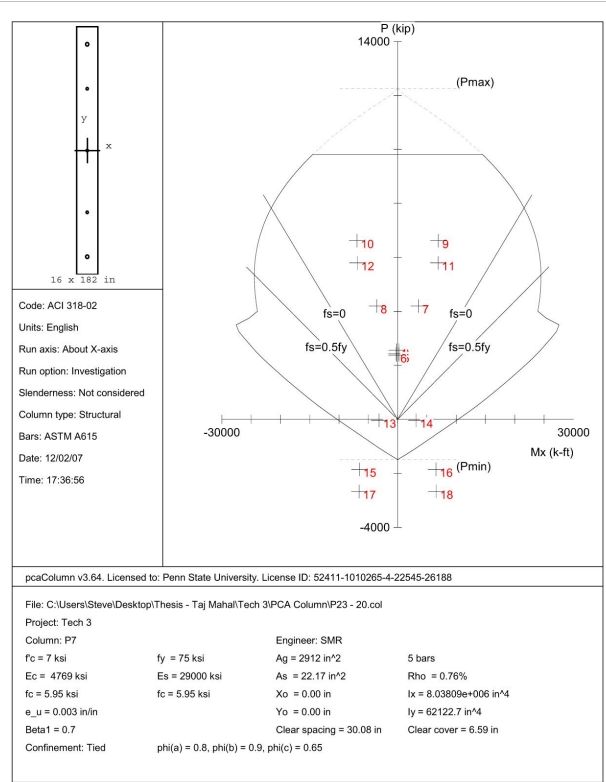 P (kip)
14000
(Pmax)
y
x
16 x 182 in
10
9
12
11
8
7
fs=0
fs=0
fs=0.5fy
fs=0.5fy
13
14
-30000
30000
Mx (k-ft)
15
16
(Pmin)
17
18
-4000
Code: ACI 318-02
Units: English
Run axis: About X-axis
Run option: Investigation
Slenderness: Not considered
Column type: Structural
Bars: ASTM A615
Date: 12/02/07
Time: 17:36:56
pcaColumn v3.64. Licensed to: Penn State University. License ID: 52411-1010265-4-22545-26188
File: C:\Users\Steve\Desktop\Thesis - Taj Mahal\Tech 3\PCA Column\P23 - 20.col
Project: Tech 3
Column: P7 Engineer: SMR
f'c = 7 ksi fy = 75 ksi Ag = 2912 in^2 5 bars
Ec = 4769 ksi Es = 29000 ksi As = 22.17 in^2 Rho = 0.76%
fc = 5.95 ksi fc = 5.95 ksi Xo = 0.00 in Ix = 8.03809e+006 in^4
e_u = 0.003 in/in Yo = 0.00 in Iy = 62122.7 in^4
Beta1 = 0.7 Clear spacing = 30.08 in Clear cover = 6.59 in
Confinement: Tied phi(a) = 0.8, phi(b) = 0.9, phi(c) = 0.65